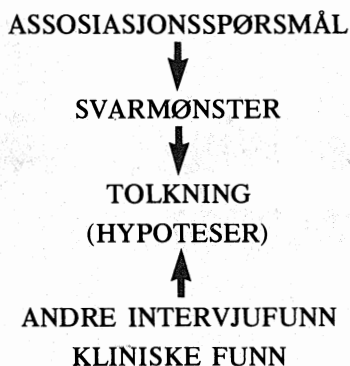 ASSOSIASJONSSPØRSMÅL
SVARMØNSTER
TOLKNING
(HYPOTESER)
ANDRE INTERVJUFUNN
KLINISKE FUNN